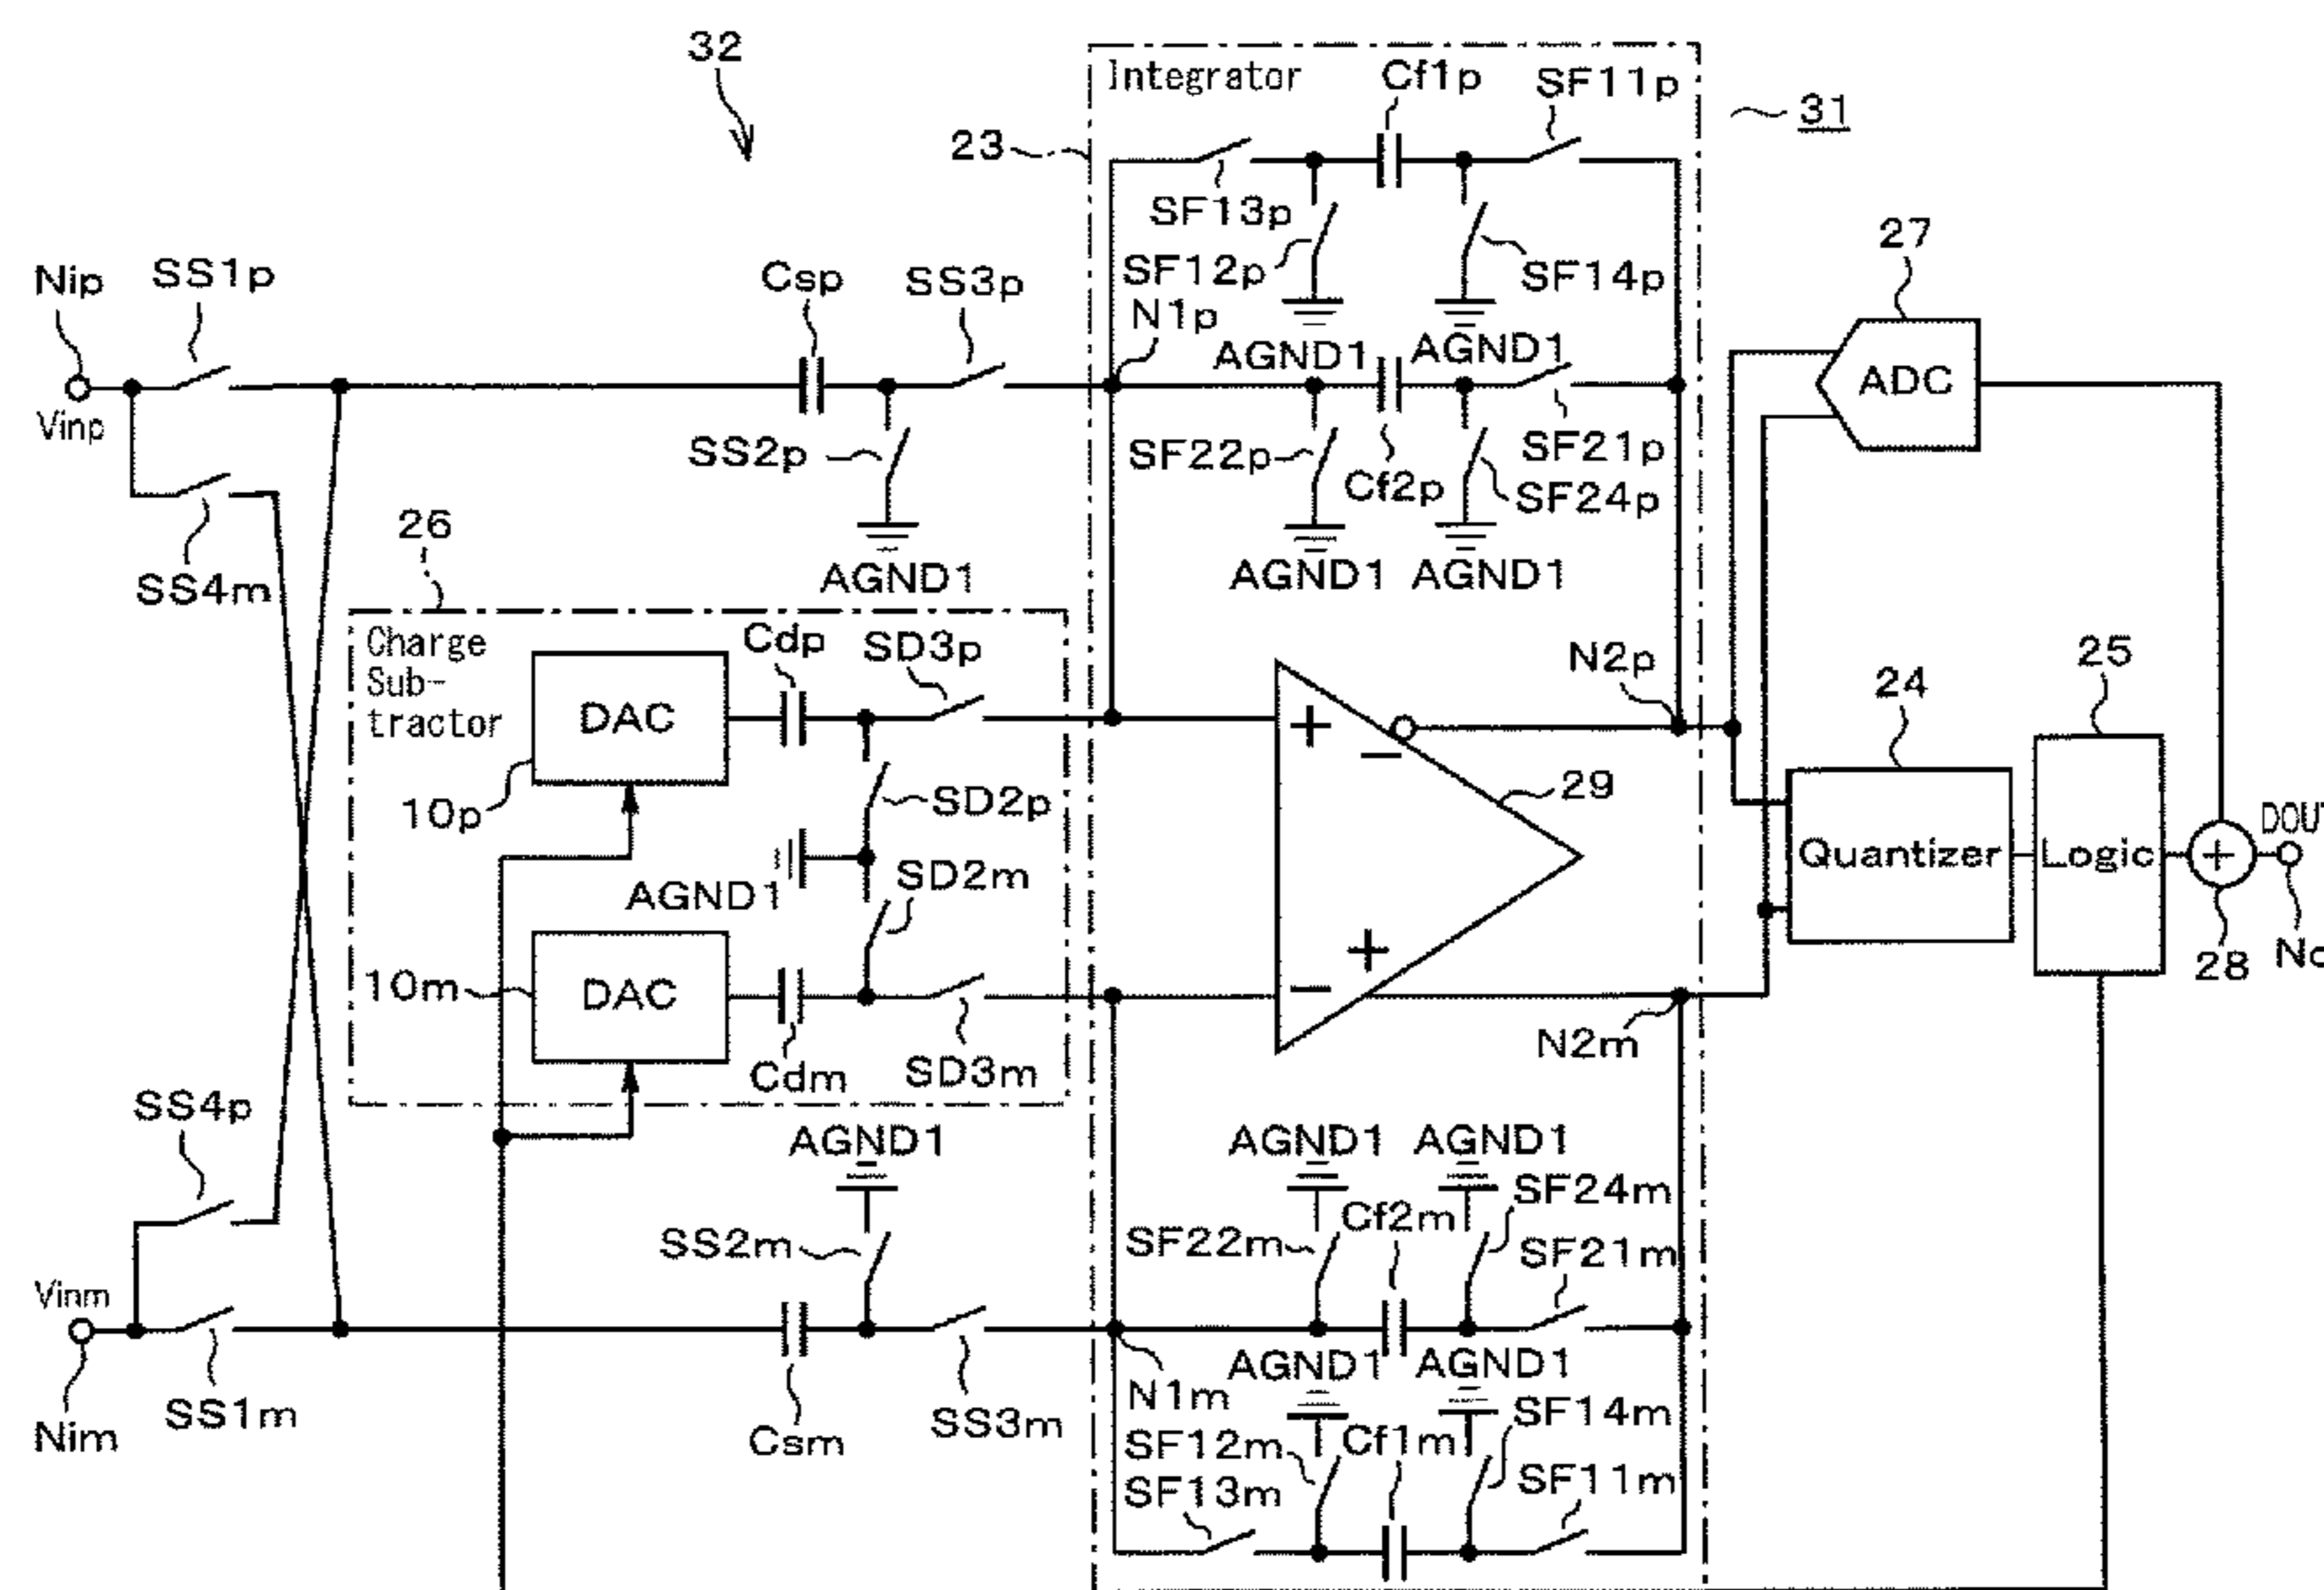 32
Integrator
Cf1p
SF11p
31
23
SF13p
SF12p
SF14p
27
Nip
SS1p
Csp
SS3p
N1p
AGND1
AGND1
ADC
Vinp
SS2p
SF22p
Cf2p
SF21p
SF24p
26
SS4m
AGND1
AGND1
AGND1
Charge
Sub-
tractor
Cdp
SD3p
N2p
25
24
DAC
+
−
10p
SD2p
29
DOUT
Quantizer
Logic
+
AGND1
SD2m
28
10m
DAC
−
+
Cdm
SD3m
N2m
SS4p
AGND1
AGND1
AGND1
SF24m
Cf2m
SS2m
SF22m
SF21m
Vinm
AGND1
AGND1
N1m
Nim
SS1m
Csm
SS3m
SF14m
SF12m
Cf1m
SF13m
SF11m